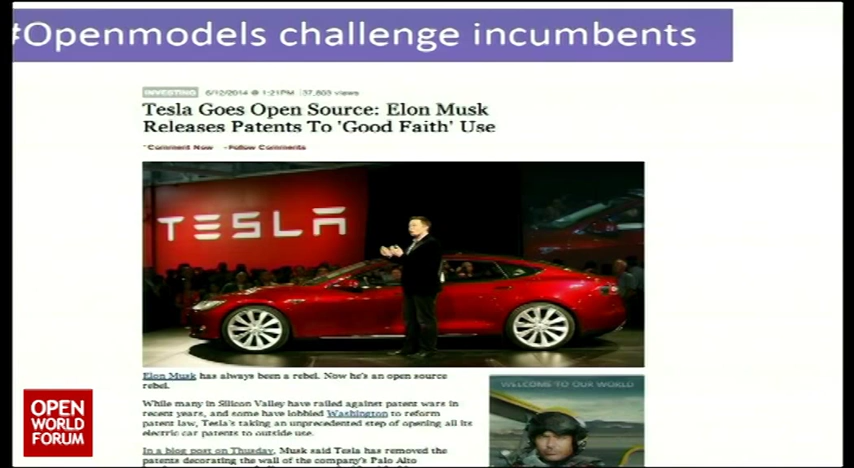 #Openmodels challenge incumbents
INVESTING 6/12/2014 @ 1:21PM 37,803 views
Tesla Goes Open Source: Elon Musk
Releases Patents To 'Good Faith' Use
Comment Now Follow Comments
TESLA
Elon Musk has always been a rebel. Now he's an open source
rebel.
While many in Silicon Valley have railed against patent wars in
recent years, and some have lobbied Washington to reform
patent law, Tesla's taking an unprecedented step of opening all its
electric car patents to outside use.
In a blog post on Thursday, Musk said Tesla has removed the
patents decorating the wall of the company's Palo Alto
WELCOME TO OUR WORLD
OPEN
WORLD
FORUM